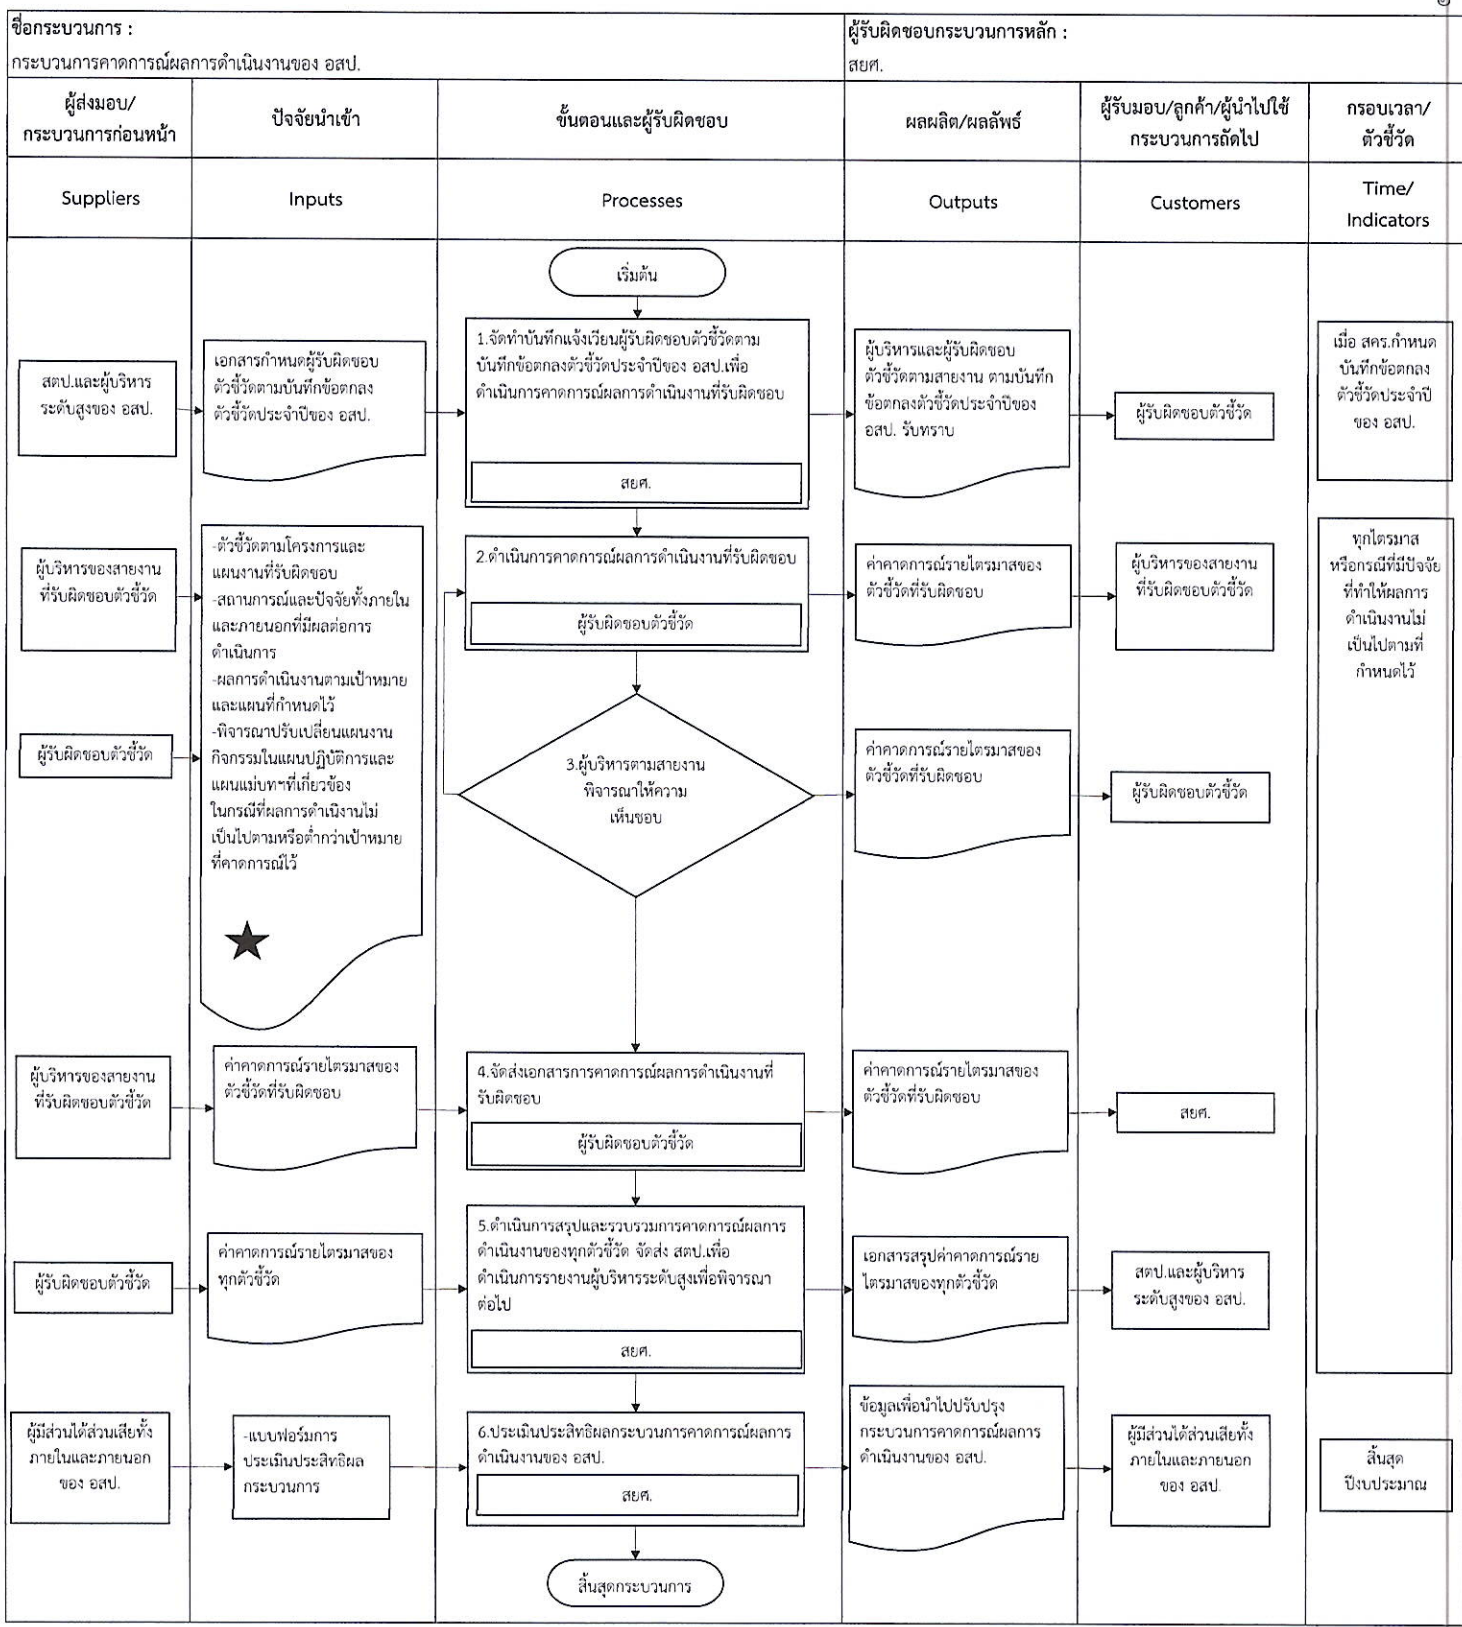 ชื่อกระบวนการ :
กระบวนการคาดการณ์ผลการดำเนินงานของ อสป.
ผู้รับผิดชอบกระบวนการหลัก :
สยศ.
ผู้ส่งมอบ/
กระบวนการก่อนหน้า
ปัจจัยนำเข้า
ขั้นตอนและผู้รับผิดชอบ
ผลผลิต/ผลลัพธ์
ผู้รับมอบ/ลูกค้า/ผู้นำไปใช้
กระบวนการถัดไป
กรอบเวลา/
ตัวชี้วัด
Suppliers
Inputs
Processes
Outputs
Customers
Time/
Indicators
เริ่มต้น
สตป.และผู้บริหาร
ระดับสูงของ อสป.
เอกสารกำหนดผู้รับผิดชอบ
ตัวชี้วัดตามบันทึกข้อตกลง
ตัวชี้วัดประจำปีของ อสป.
1.จัดทำบันทึกแจ้งเวียนผู้รับผิดชอบตัวชี้วัดตาม
บันทึกข้อตกลงตัวชี้วัดประจำปีของ อสป.เพื่อ
ดำเนินการคาดการณ์ผลการดำเนินงานที่รับผิดชอบ
สยศ.
ผู้บริหารและผู้รับผิดชอบ
ตัวชี้วัดตามสายงาน ตามบันทึก
ข้อตกลงตัวชี้วัดประจำปีของ
อสป. รับทราบ
ผู้รับผิดชอบตัวชี้วัด
เมื่อ สคร.กำหนด
บันทึกข้อตกลง
ตัวชี้วัดประจำปี
ของ อสป.
ผู้บริหารของสายงาน
ที่รับผิดชอบตัวชี้วัด
ผู้รับผิดชอบตัวชี้วัด
-ตัวชี้วัดตามโครงการและ
แผนงานที่รับผิดชอบ
-สถานการณ์และปัจจัยทั้งภายใน
และภายนอกที่มีผลต่อการ
ดำเนินการ
-ผลการดำเนินงานตามเป้าหมาย
และแผนที่กำหนดไว้
-พิจารณาปรับเปลี่ยนแผนงาน
กิจกรรมในแผนปฏิบัติการและ
แผนแม่บทฯที่เกี่ยวข้อง
ในกรณีที่ผลการดำเนิงานไม่
เป็นไปตามหรือต่ำกว่าเป้าหมาย
ที่คาดการณ์ไว้
2.ดำเนินการคาดการณ์ผลการดำเนินงานที่รับผิดชอบ
ผู้รับผิดชอบตัวชี้วัด
ค่าคาดการณ์รายไตรมาสของ
ตัวชี้วัดที่รับผิดชอบ
ผู้บริหารของสายงาน
ที่รับผิดชอบตัวชี้วัด
ทุกไตรมาส
หรือกรณีที่มีปัจจัย
ที่ทำให้ผลการ
ดำเนินงานไม่
เป็นไปตามที่
กำหนดไว้
3.ผู้บริหารตามสายงาน
พิจารณาให้ความ
เห็นชอบ
ค่าคาดการณ์รายไตรมาสของ
ตัวชี้วัดที่รับผิดชอบ
ผู้รับผิดชอบตัวชี้วัด
ผู้บริหารของสายงาน
ที่รับผิดชอบตัวชี้วัด
ค่าคาดการณ์รายไตรมาสของ
ตัวชี้วัดที่รับผิดชอบ
4.จัดส่งเอกสารการคาดการณ์ผลการดำเนินงานที่
รับผิดชอบ
ผู้รับผิดชอบตัวชี้วัด
ค่าคาดการณ์รายไตรมาสของ
ตัวชี้วัดที่รับผิดชอบ
สยศ.
ผู้รับผิดชอบตัวชี้วัด
ค่าคาดการณ์รายไตรมาสของ
ทุกตัวชี้วัด
5.ดำเนินการสรุปและรวบรวมการคาดการณ์ผลการ
ดำเนินงานของทุกตัวชี้วัด จัดส่ง สตป.เพื่อ
ดำเนินการรายงานผู้บริหารระดับสูงเพื่อพิจารณา
ต่อไป
สยศ.
เอกสารสรุปค่าคาดการณ์ราย
ไตรมาสของทุกตัวชี้วัด
สตป.และผู้บริหาร
ระดับสูงของ อสป.
ผู้มีส่วนได้ส่วนเสียทั้ง
ภายในและภายนอก
ของ อสป.
-แบบฟอร์มการ
ประเมินประสิทธิผล
กระบวนการ
6.ประเมินประสิทธิผลกระบวนการคาดการณ์ผลการ
ดำเนินงานของ อสป.
สยศ.
ข้อมูลเพื่อนำไปปรับปรุง
กระบวนการคาดการณ์ผลการ
ดำเนินงานของ อสป.
ผู้มีส่วนได้ส่วนเสียทั้ง
ภายในและภายนอก
ของ อสป.
สิ้นสุด
ปีงบประมาณ
สิ้นสุดกระบวนการ